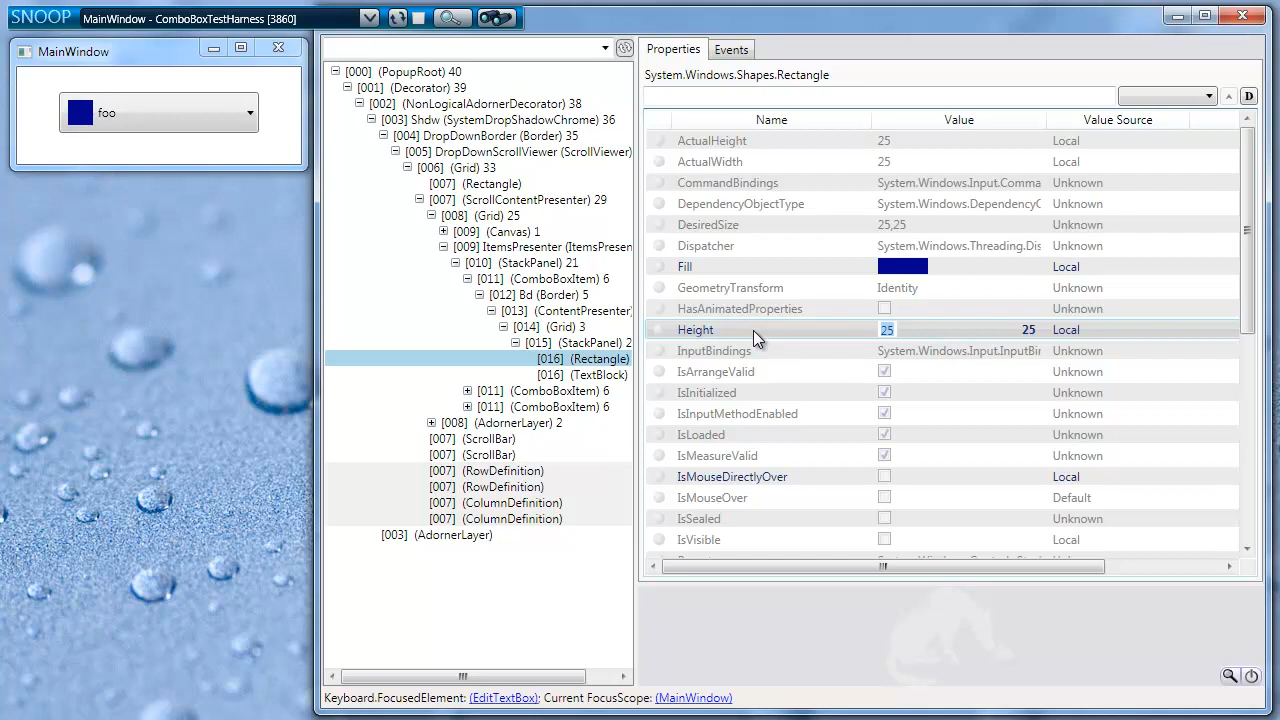 SNOOP MainWindow - ComboBoxTestHarness [3860]
MainWindow
foo
[000] (PopupRoot) 40
[001] (Decorator) 39
[002] (NonLogicalAdornerDecorator) 38
[003] Shdw (SystemDropShadowChrome) 36
[004] DropDownBorder (Border) 35
[005] DropDownScrollViewer (ScrollViewer)
[006] (Grid) 33
[007] (Rectangle)
[007] (ScrollContentPresenter) 29
[008] (Grid) 25
[009] (Canvas) 1
[009] ItemsPresenter (ItemsPresen
[010] (StackPanel) 21
[011] (ComboBoxItem) 6
[012] Bd (Border) 5
[013] (ContentPresenter)
[014] (Grid) 3
[015] (StackPanel) 2
[016] (Rectangle)
[016] (TextBlock)
[011] (ComboBoxItem) 6
[011] (ComboBoxItem) 6
[008] (AdornerLayer) 2
[007] (ScrollBar)
[007] (ScrollBar)
[007] (RowDefinition)
[007] (RowDefinition)
[007] (ColumnDefinition)
[007] (ColumnDefinition)
[003] (AdornerLayer)
Properties Events
System.Windows.Shapes.Rectangle
D
Name Value Value Source
ActualHeight 25 Local
ActualWidth 25 Local
CommandBindings System.Windows.Input.Comma Unknown
DependencyObjectType System.Windows.DependencyO Unknown
DesiredSize 25,25 Unknown
Dispatcher System.Windows.Threading.Dis Unknown
Fill Local
GeometryTransform Identity Unknown
HasAnimatedProperties Unknown
Height 25 25 Local
InputBindings System.Windows.Input.InputBin Unknown
IsArrangeValid Unknown
IsInitialized Unknown
IsInputMethodEnabled Unknown
IsLoaded Unknown
IsMeasureValid Unknown
IsMouseDirectlyOver Local
IsMouseOver Default
IsSealed Unknown
IsVisible Local
Keyboard.FocusedElement: (EditTextBox); Current FocusScope: (MainWindow)